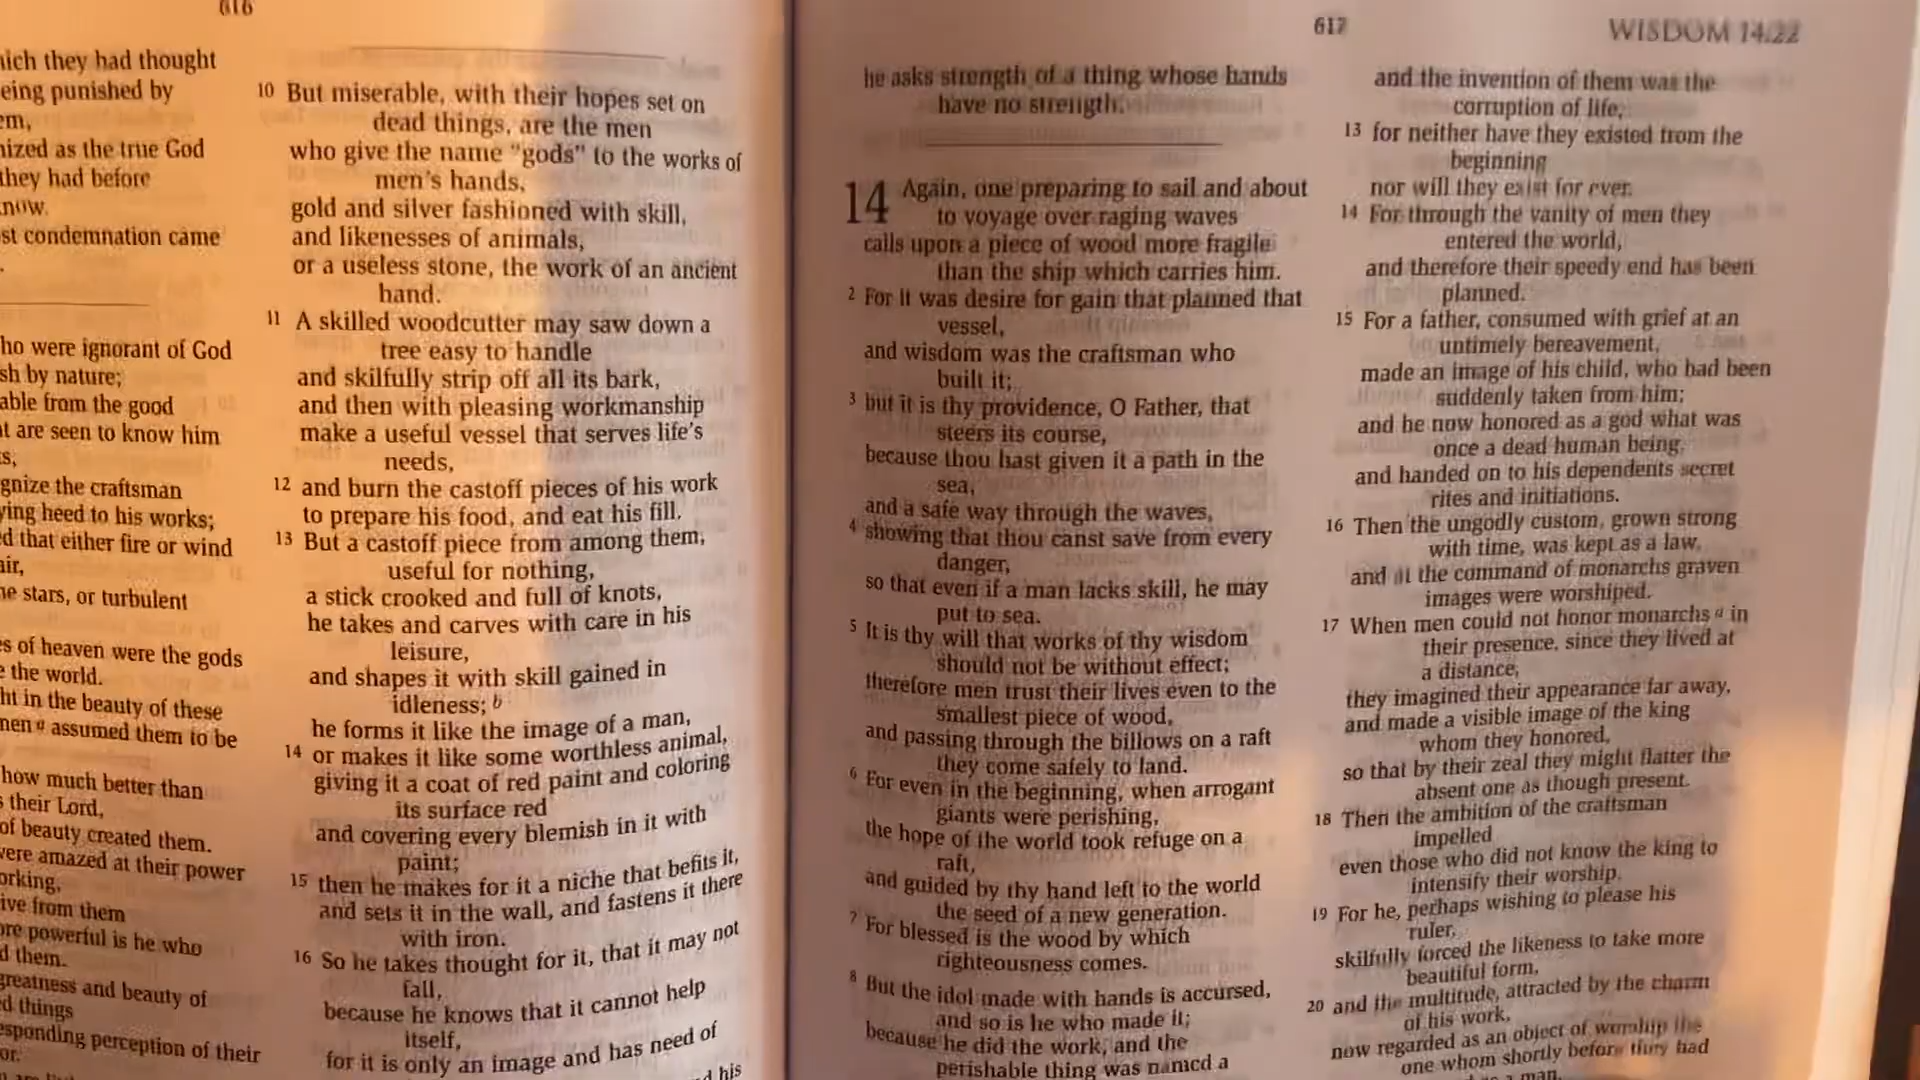 616
hich they had thought
eing punished by
em,
nized as the true God
they had before
now.
st condemnation came
.
ho were ignorant of God
sh by nature;
able from the good
at are seen to know him
s,
gnize the craftsman
ying heed to his works;
d that either fire or wind
air,
he stars, or turbulent
es of heaven were the gods
e the world.
ht in the beauty of these
men a assumed them to be
how much better than
s their Lord,
of beauty created them.
were amazed at their power
orking,
ive from them
ore powerful is he who
d them.
greatness and beauty of
d things
esponding perception of their
or.
10 But miserable, with their hopes set on
dead things, are the men
who give the name "gods" to the works of
men's hands,
gold and silver fashioned with skill,
and likenesses of animals,
or a useless stone, the work of an ancient
hand.
11 A skilled woodcutter may saw down a
tree easy to handle
and skilfully strip off all its bark,
and then with pleasing workmanship
make a useful vessel that serves life's
needs,
12 and burn the castoff pieces of his work
to prepare his food, and eat his fill.
13 But a castoff piece from among them,
useful for nothing,
a stick crooked and full of knots,
he takes and carves with care in his
leisure,
and shapes it with skill gained in
idleness; b
he forms it like the image of a man,
14 or makes it like some worthless animal,
giving it a coat of red paint and coloring
its surface red
and covering every blemish in it with
paint;
15 then he makes for it a niche that befits it,
and sets it in the wall, and fastens it there
with iron.
16 So he takes thought for it, that it may not
fall,
because he knows that it cannot help
itself,
for it is only an image and has need of
his
617
WISDOM 14:22
he asks strength of a thing whose hands
have no strength.
14 Again, one preparing to sail and about
to voyage over raging waves
calls upon a piece of wood more fragile
than the ship which carries him.
2 For it was desire for gain that planned that
vessel,
and wisdom was the craftsman who
built it;
3 but it is thy providence, O Father, that
steers its course,
because thou hast given it a path in the
sea,
and a safe way through the waves,
4 showing that thou canst save from every
danger,
so that even if a man lacks skill, he may
put to sea.
5 It is thy will that works of thy wisdom
should not be without effect;
therefore men trust their lives even to the
smallest piece of wood,
and passing through the billows on a raft
they come safely to land.
6 For even in the beginning, when arrogant
giants were perishing,
the hope of the world took refuge on a
raft,
and guided by thy hand left to the world
the seed of a new generation.
7 For blessed is the wood by which
righteousness comes.
8 But the idol made with hands is accursed,
and so is he who made it;
because he did the work, and the
perishable thing was named a
and the invention of them was the
corruption of life,
13 for neither have they existed from the
beginning
nor will they exist for ever.
14 For through the vanity of men they
entered the world,
and therefore their speedy end has been
planned.
15 For a father, consumed with grief at an
untimely bereavement,
made an image of his child, who had been
suddenly taken from him;
and he now honored as a god what was
once a dead human being,
and handed on to his dependents secret
rites and initiations.
16 Then the ungodly custom, grown strong
with time, was kept as a law,
and at the command of monarchs graven
images were worshiped.
17 When men could not honor monarchs a in
their presence, since they lived at
a distance,
they imagined their appearance far away,
and made a visible image of the king
whom they honored,
so that by their zeal they might flatter the
absent one as though present.
18 Then the ambition of the craftsman
impelled
even those who did not know the king to
intensify their worship.
19 For he, perhaps wishing to please his
ruler,
skilfully forced the likeness to take more
beautiful form,
20 and the multitude, attracted by the charm
of his work,
now regarded as an object of worship the
one whom shortly before they had
a man.